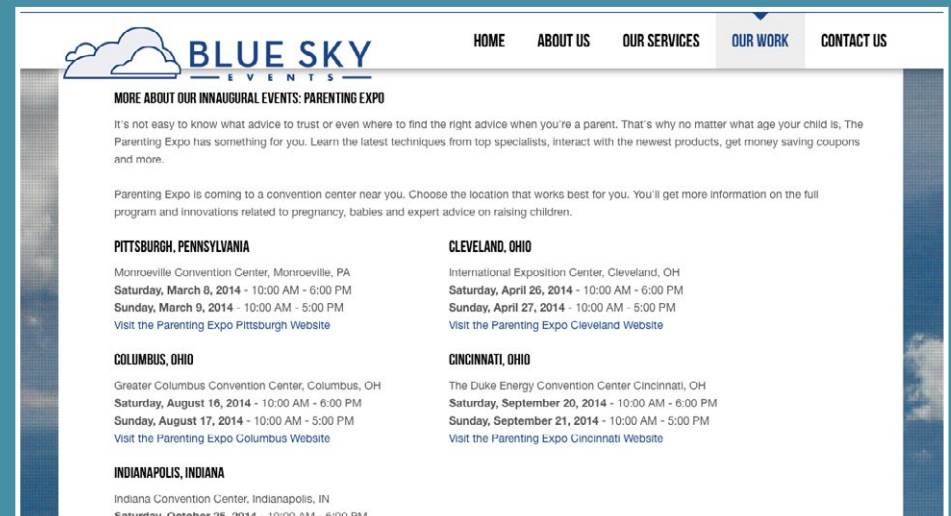 BLUE SKY
EVENTS
HOME ABOUT US OUR SERVICES OUR WORK CONTACT US
MORE ABOUT OUR INNAUGURAL EVENTS: PARENTING EXPO
It's not easy to know what advice to trust or even where to find the right advice when you're a parent. That's why no matter what age your child is, The
Parenting Expo has something for you. Learn the latest techniques from top specialists, interact with the newest products, get money saving coupons
and more.
Parenting Expo is coming to a convention center near you. Choose the location that works best for you. You'll get more information on the full
program and innovations related to pregnancy, babies and expert advice on raising children.
PITTSBURGH, PENNSYLVANIA
Monroeville Convention Center, Monroeville, PA
Saturday, March 8, 2014 - 10:00 AM - 6:00 PM
Sunday, March 9, 2014 - 10:00 AM - 5:00 PM
Visit the Parenting Expo Pittsburgh Website
CLEVELAND, OHIO
International Exposition Center, Cleveland, OH
Saturday, April 26, 2014 - 10:00 AM - 6:00 PM
Sunday, April 27, 2014 - 10:00 AM - 5:00 PM
Visit the Parenting Expo Cleveland Website
COLUMBUS, OHIO
Greater Columbus Convention Center, Columbus, OH
Saturday, August 16, 2014 - 10:00 AM - 6:00 PM
Sunday, August 17, 2014 - 10:00 AM - 5:00 PM
Visit the Parenting Expo Columbus Website
CINCINNATI, OHIO
The Duke Energy Convention Center Cincinnati, OH
Saturday, September 20, 2014 - 10:00 AM - 6:00 PM
Sunday, September 21, 2014 - 10:00 AM - 5:00 PM
Visit the Parenting Expo Cincinnati Website
INDIANAPOLIS, INDIANA
Indiana Convention Center, Indianapolis, IN
Saturday, October 25, 2014 - 10:00 AM - 6:00 PM